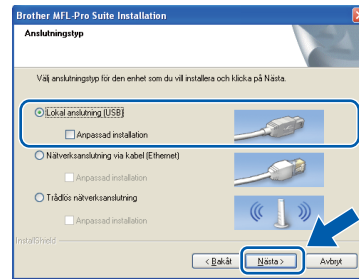 Brother MFL-Pro Suite Installation
Anslutningstyp
Välj anslutningstyp för den enhet som du vill installera och klicka på Nästa.
Lokal anslutning (USB)
Anpassad installation
Nätverksanslutning via kabel (Ethernet)
Anpassad installation
Trådlös nätverksanslutning
Anpassad installation
InstallShield
< Bakåt Nästa > Avbryt